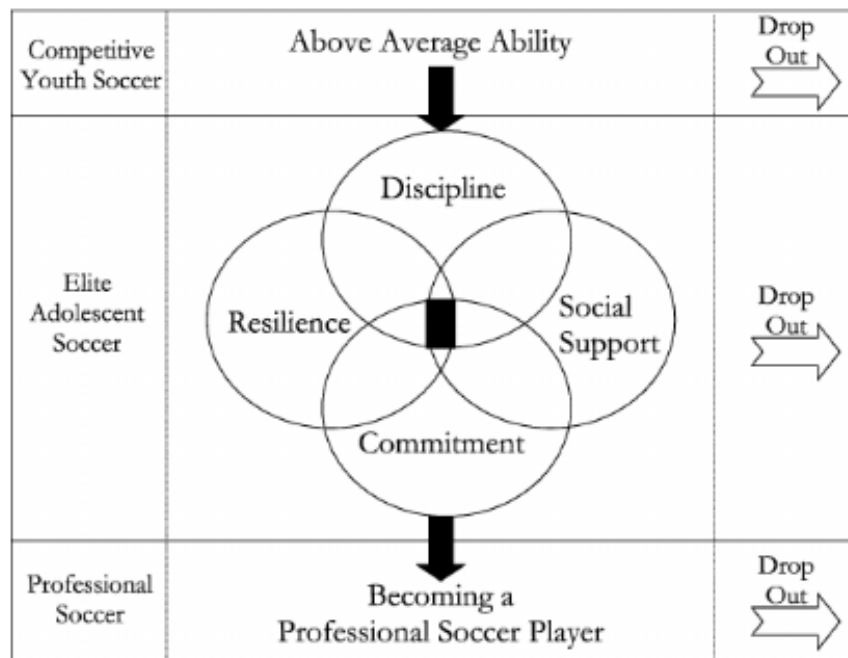 Competitive
Youth Soccer
Above Average Ability
Drop
Out
Elite
Adolescent
Soccer
Discipline
Resilience
Social
Support
Commitment
Drop
Out
Professional
Soccer
Becoming a
Professional Soccer Player
Drop
Out